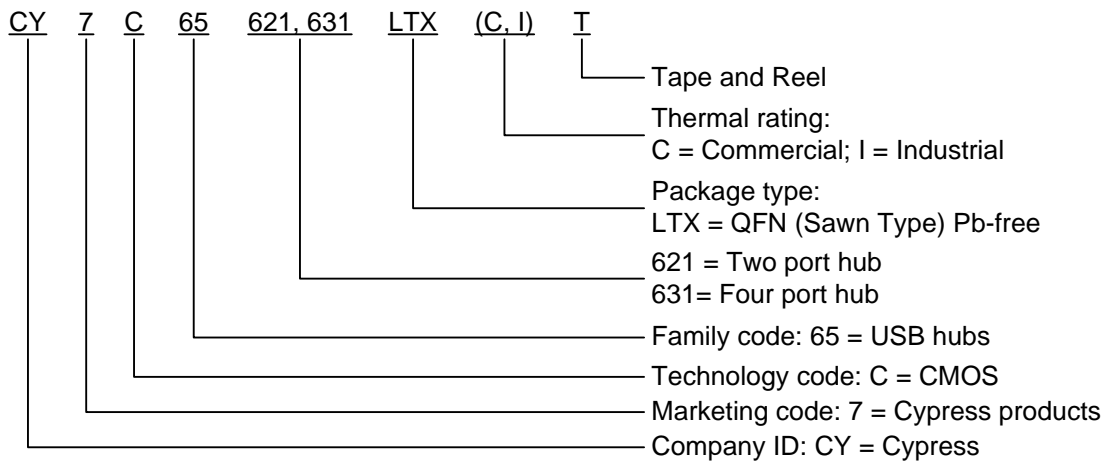 CY 7 C 65 621, 631 LTX (C, I) T
Tape and Reel
Thermal rating:
C = Commercial; I = Industrial
Package type:
LTX = QFN (Sawn Type) Pb-free
621 = Two port hub
631= Four port hub
Family code: 65 = USB hubs
Technology code: C = CMOS
Marketing code: 7 = Cypress products
Company ID: CY = Cypress